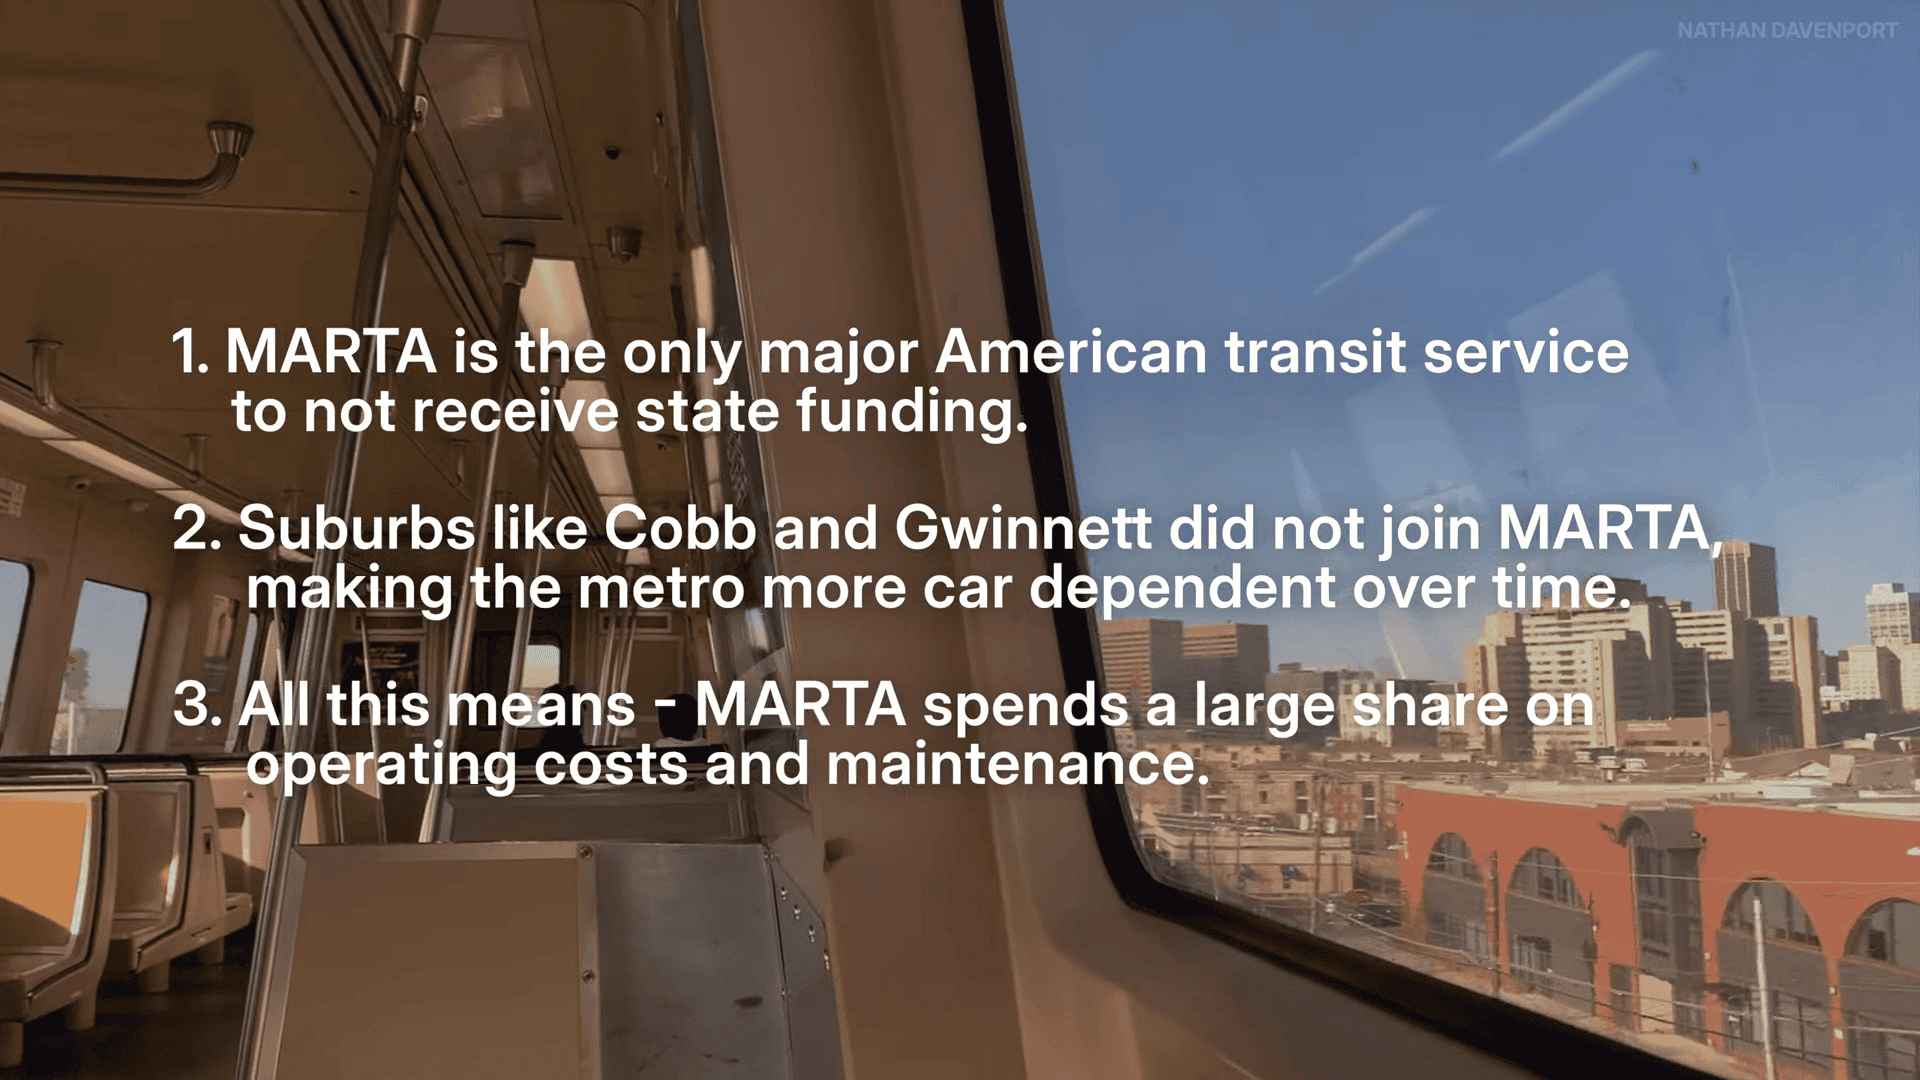 NATHAN DAVENPORT
1. MARTA is the only major American transit service
to not receive state funding.
2. Suburbs like Cobb and Gwinnett did not join MARTA,
making the metro more car dependent over time.
3. All this means - MARTA spends a large share on
operating costs and maintenance.